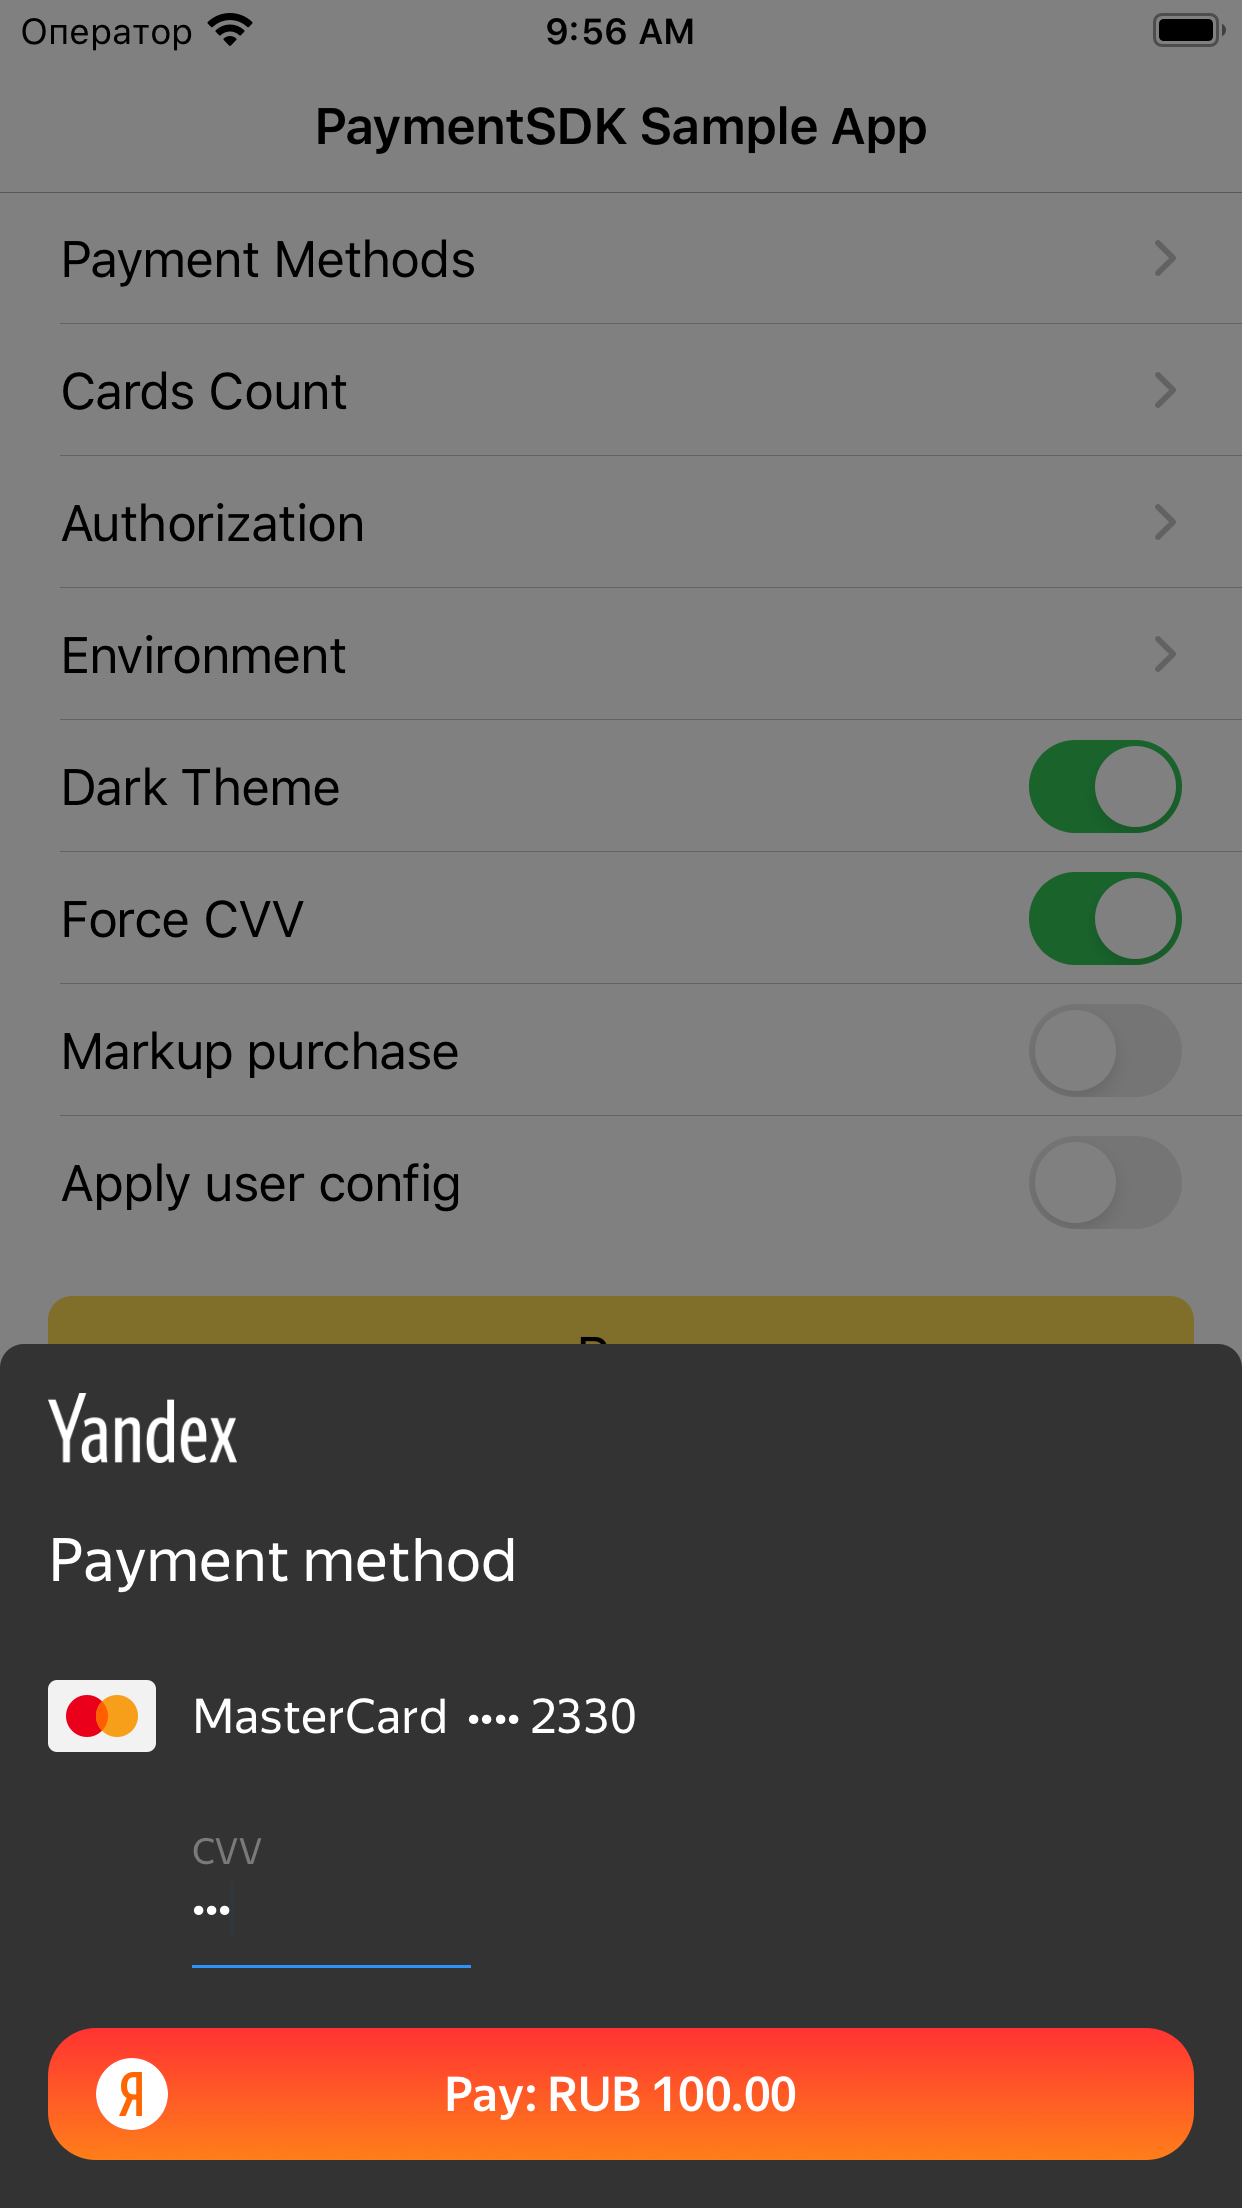 Оператор 9:56 AM
PaymentSDK Sample App
Payment Methods
Cards Count
Authorization
Environment
Dark Theme
Force CVV
Markup purchase
Apply user config
Yandex
Payment method
MasterCard •••• 2330
CVV
•••
Я Pay: RUB 100.00